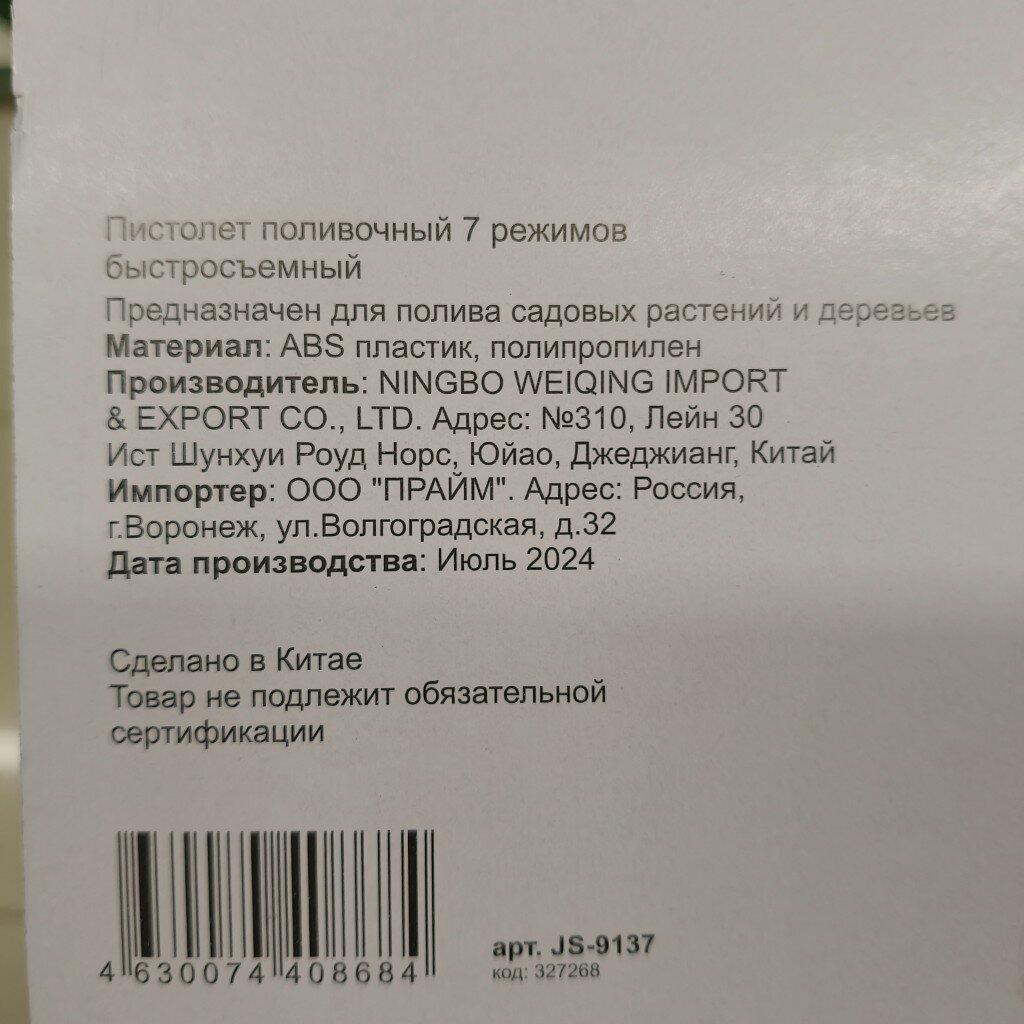 Пистолет поливочный 7 режимов
быстросъемный
Предназначен для полива садовых растений и деревьев
Материал: ABS пластик, полипропилен
Производитель: NINGBO WEIQING IMPORT
& EXPORT CO., LTD. Адрес: №310, Лейн 30
Ист Шунхуи Роуд Норс, Юйао, Джеджианг, Китай
Импортер: ООО "ПРАЙМ". Адрес: Россия,
г.Воронеж, ул.Волгоградская, д.32
Дата производства: Июль 2024
Сделано в Китае
Товар не подлежит обязательной
сертификации
4 630074 408684
арт. JS-9137
код: 327268